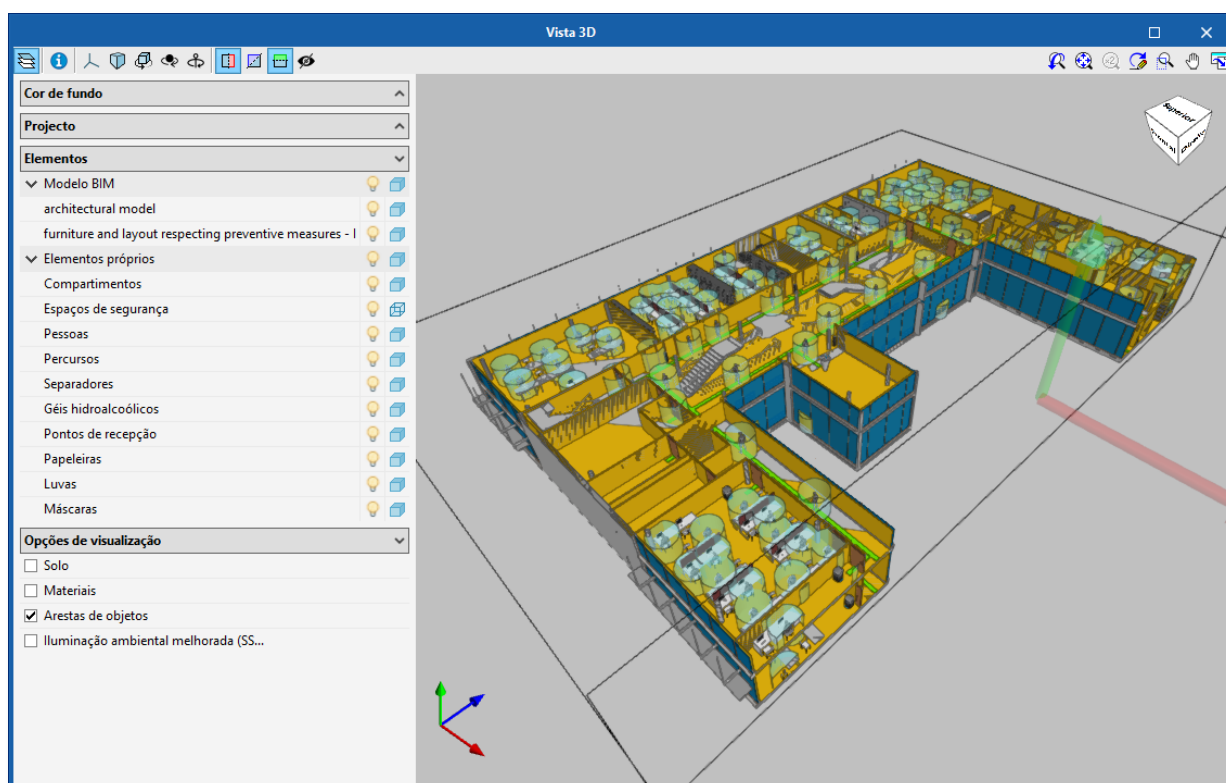 Vista 3D
Cor de fundo
Projecto
Elementos
Modelo BIM
architectural model
furniture and layout respecting preventive measures - I
Elementos próprios
Compartimentos
Espaços de segurança
Pessoas
Percursos
Separadores
Géis hidroalcoólicos
Pontos de recepção
Papeleiras
Luvas
Máscaras
Opções de visualização
Solo
Materiais
Arestas de objetos
Iluminação ambiental melhorada (SS...
Superior